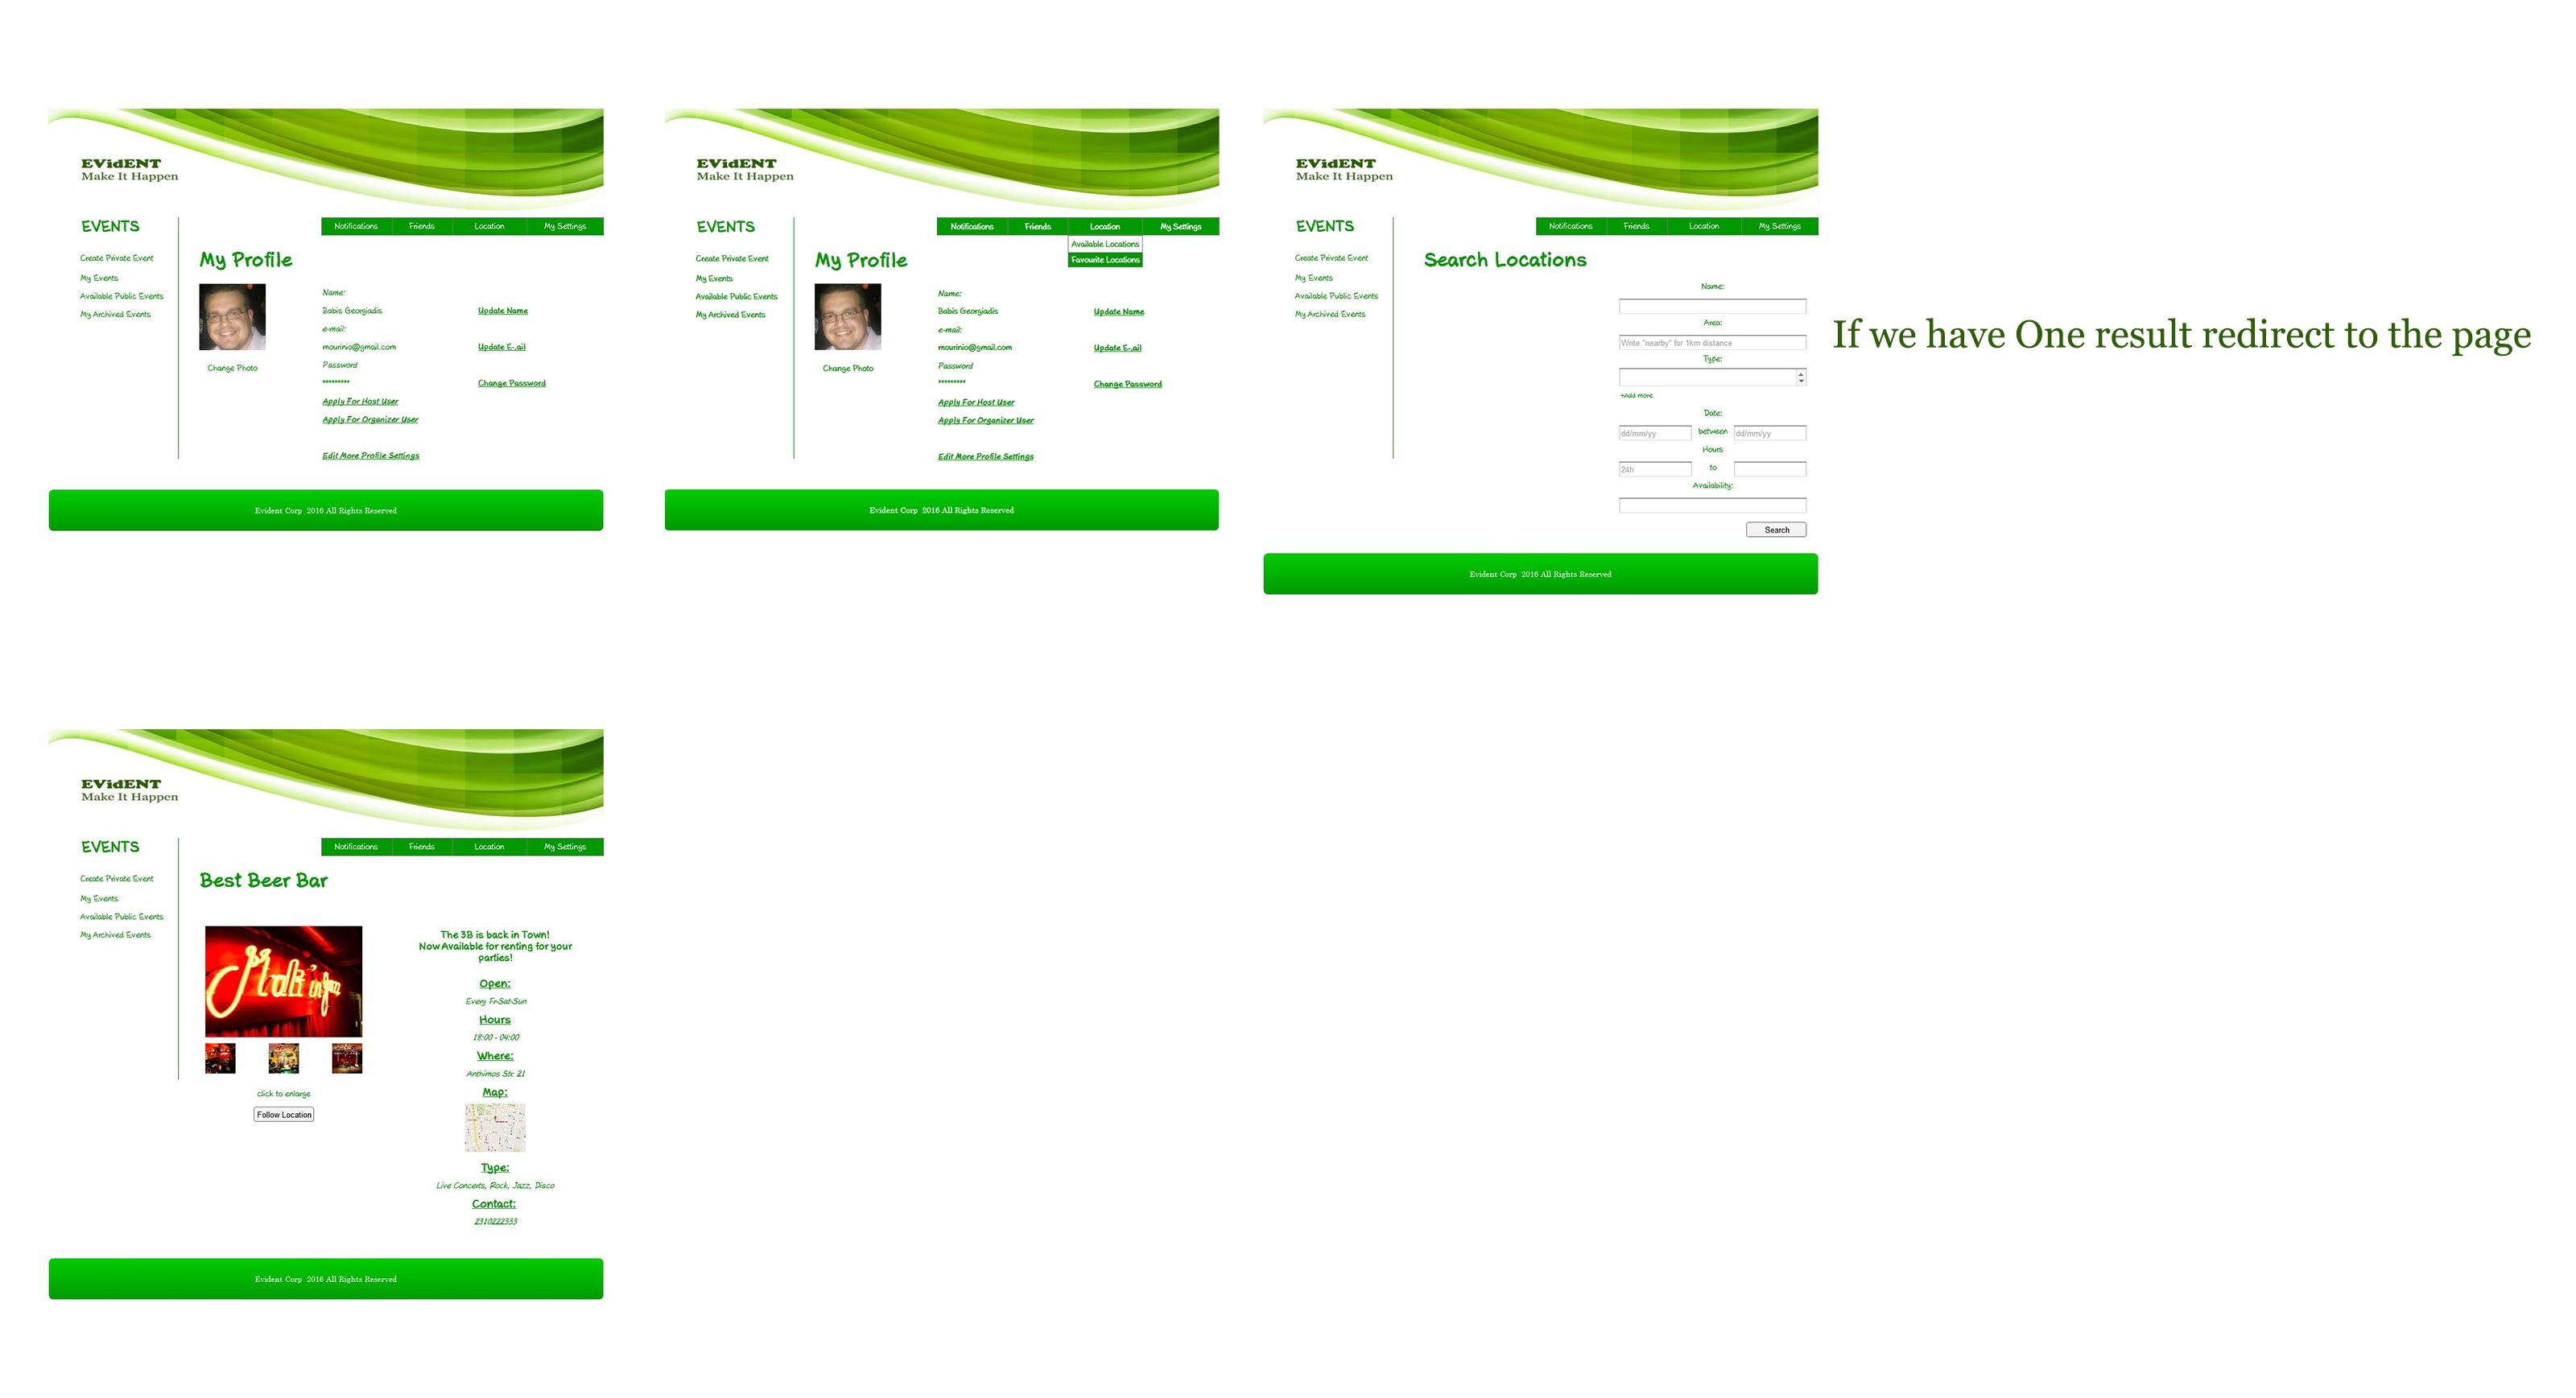 EVidENT
Make It Happen
EVENTS
Create Private Event
My Events
Available Public Events
My Archived Events
Notifications Friends Location My Settings
My Profile
Change Photo
Name:
Babis Georgiadis Update Name
e-mail:
mourinio@gmail.com Update E-,ail
Password
********* Change Password
Apply For Host User
Apply For Organizer User
Edit More Profile Settings
Evident Corp 2016 All Rights Reserved
EVidENT
Make It Happen
EVENTS
Create Private Event
My Events
Available Public Events
My Archived Events
Notifications Friends Location My Settings
Available Locations
Favourite Locations
My Profile
Change Photo
Name:
Babis Georgiadis Update Name
e-mail:
mourinio@gmail.com Update E-,ail
Password
********* Change Password
Apply For Host User
Apply For Organizer User
Edit More Profile Settings
Evident Corp 2016 All Rights Reserved
EVidENT
Make It Happen
EVENTS
Create Private Event
My Events
Available Public Events
My Archived Events
Notifications Friends Location My Settings
Search Locations
Name:
Area:
Write "nearby" for 1km distance
Type:
+Add more
Date:
dd/mm/yy between dd/mm/yy
Hours
24h to
Availability:
Search
Evident Corp 2016 All Rights Reserved
If we have One result redirect to the page
EVidENT
Make It Happen
EVENTS
Create Private Event
My Events
Available Public Events
My Archived Events
Notifications Friends Location My Settings
Best Beer Bar
click to enlarge
Follow Location
The 3B is back in Town!
Now Available for renting for your
parties!
Open:
Every Fr-Sat-Sun
Hours
18:00 - 04:00
Where:
Anthimos Str. 21
Map:
Type:
Live Concerts, Rock, Jazz, Disco
Contact:
2310222333
Evident Corp 2016 All Rights Reserved